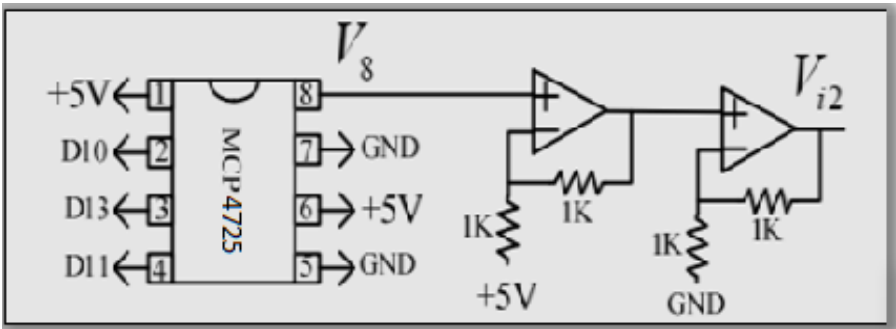 V8
+5V 1 8
D10 2 7 GND
D13 3 6 +5V
D11 4 5 GND
MCP4725
+
−
1K
1K
+5V
+
−
1K
1K
GND
Vi2